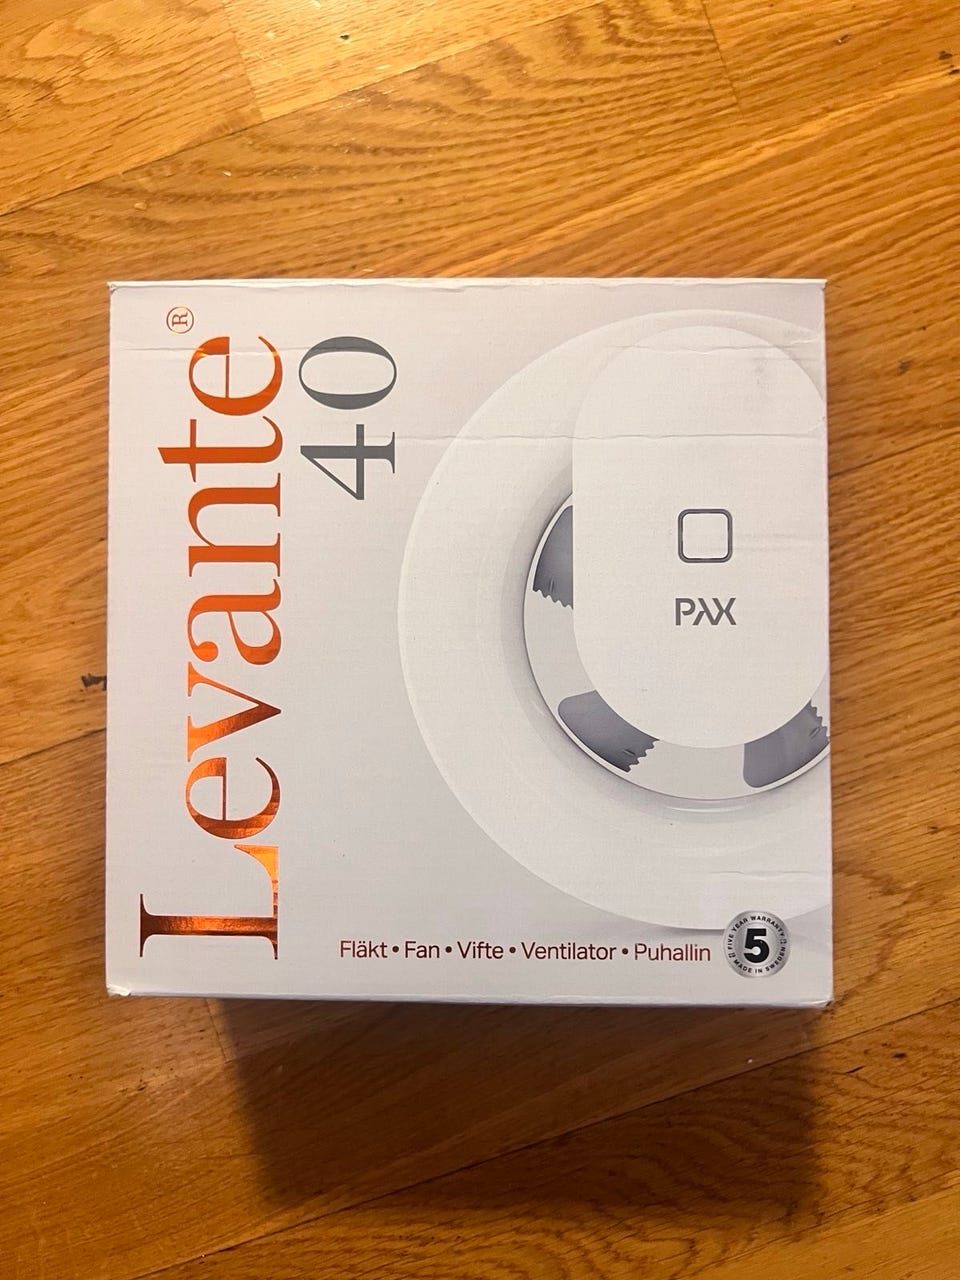 Levante®
40
PAX
Fläkt • Fan • Vifte • Ventilator • Puhallin
FIVE YEAR WARRANTY
5
MADE IN SWEDEN